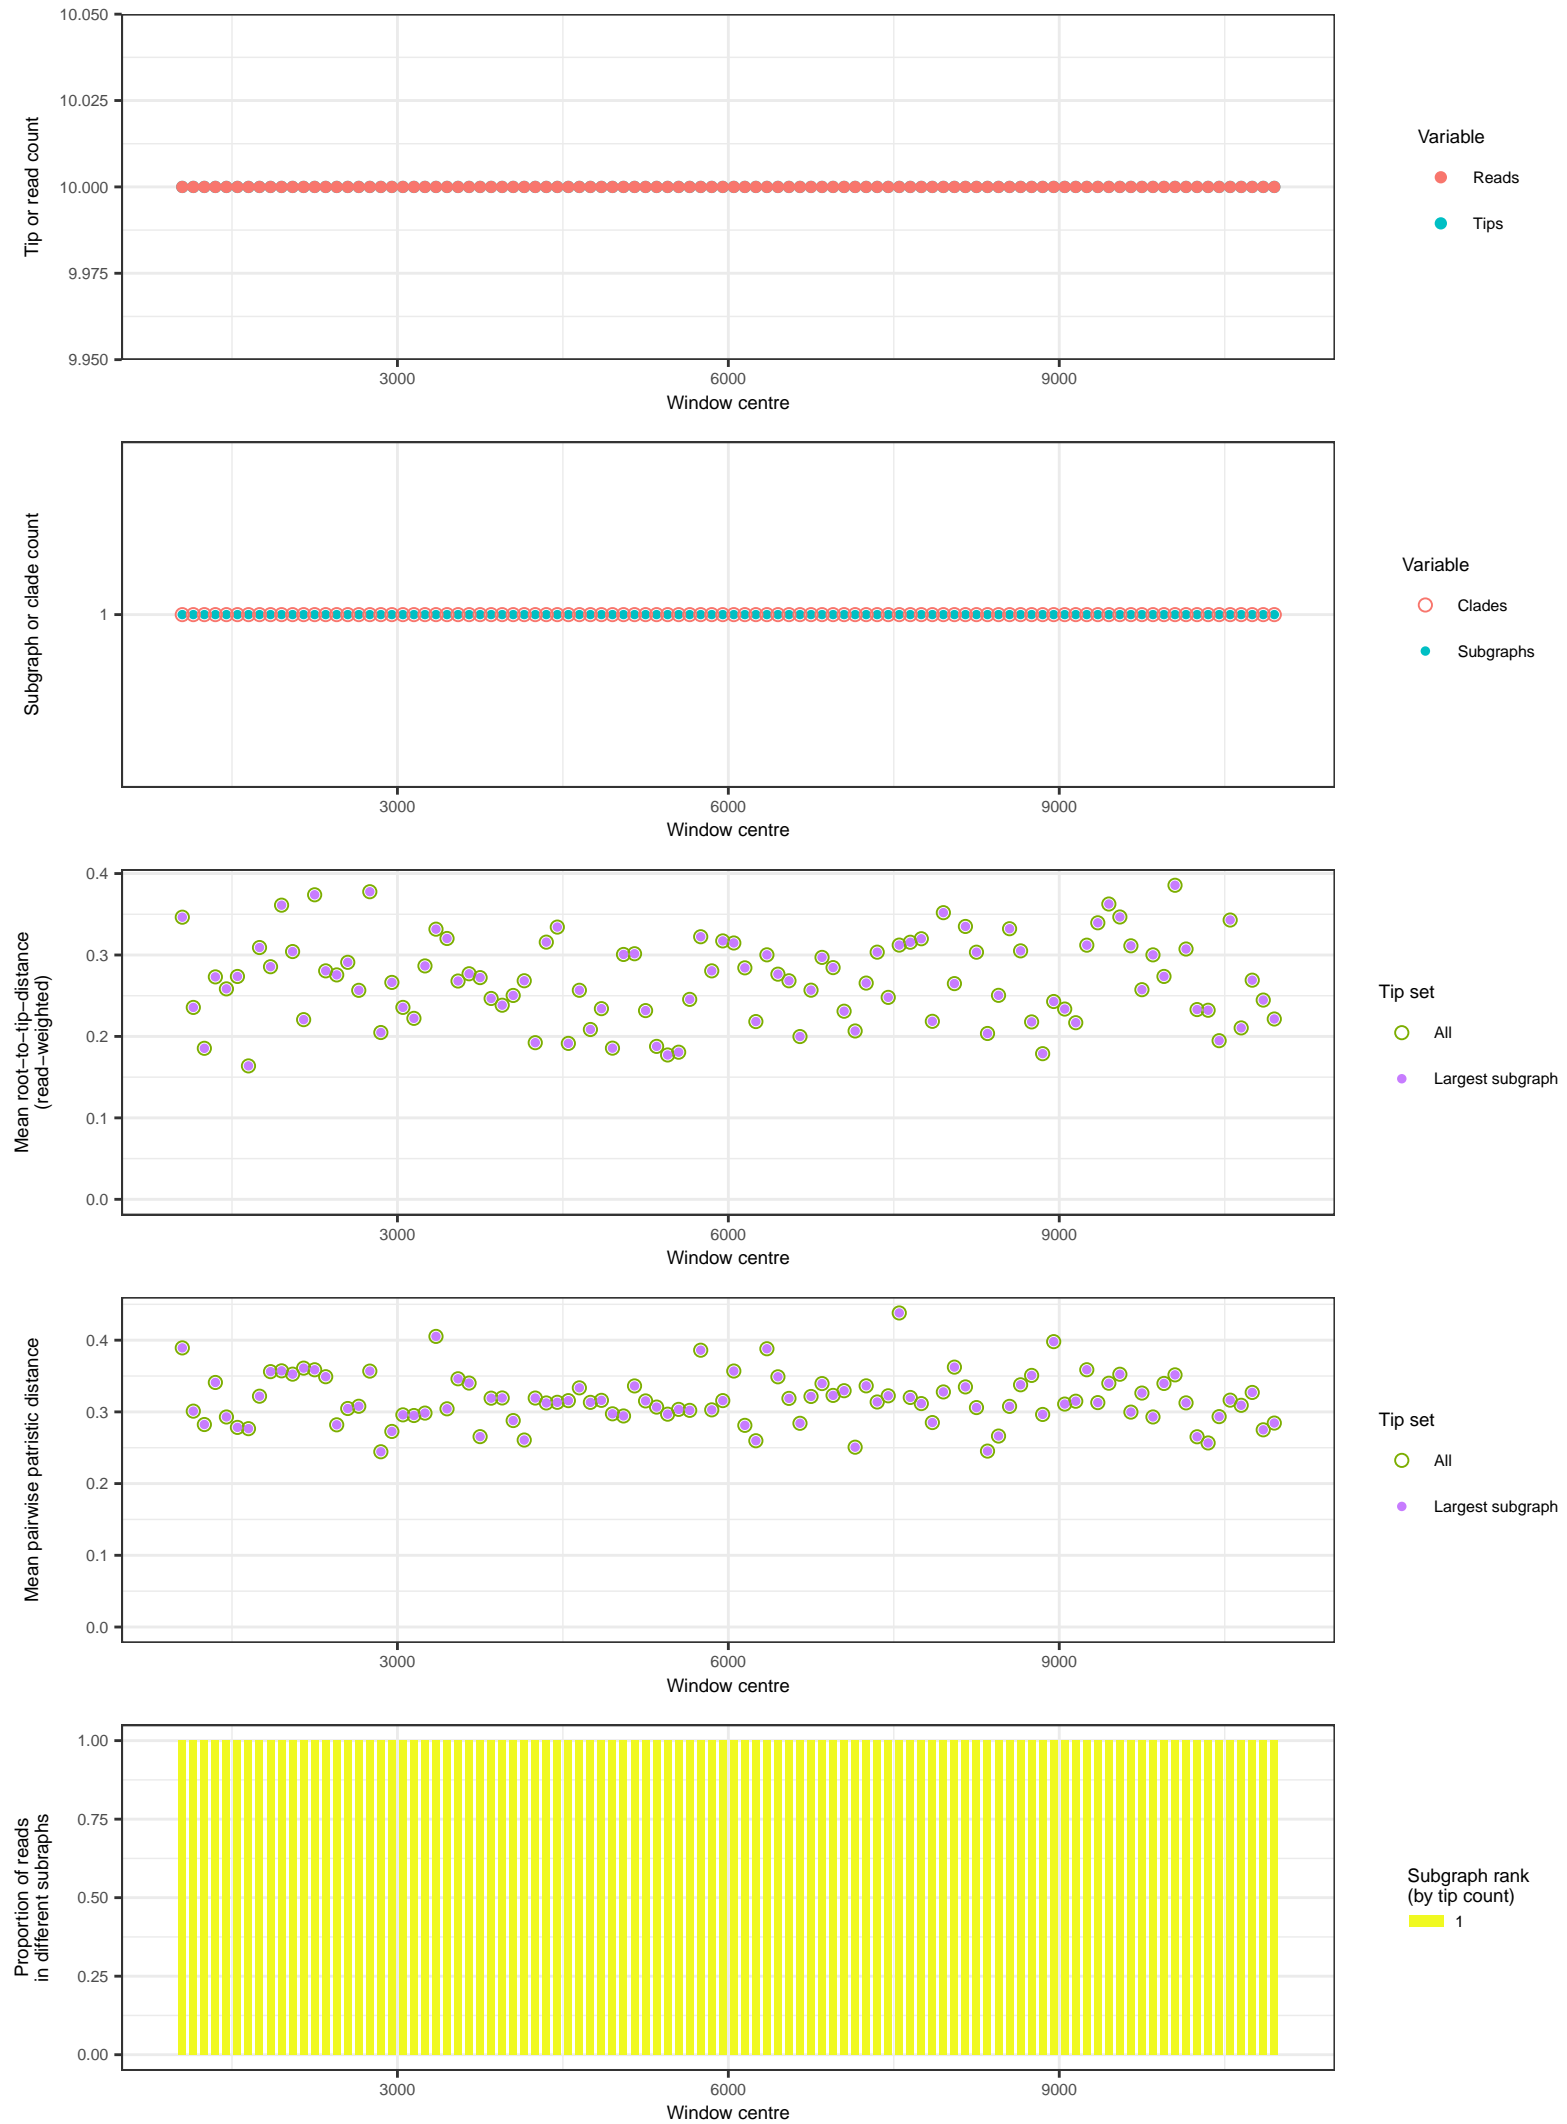 10.050
10.025
10.000
9.975
9.950
Tip or read count
3000 6000 9000
Window centre
Variable
Reads
Tips
1
Subgraph or clade count
3000 6000 9000
Window centre
Variable
Clades
Subgraphs
0.4
0.3
0.2
0.1
0.0
Mean root−to−tip−distance
(read−weighted)
3000 6000 9000
Window centre
Tip set
All
Largest subgraph
0.4
0.3
0.2
0.1
0.0
Mean pairwise patristic distance
3000 6000 9000
Window centre
Tip set
All
Largest subgraph
1.00
0.75
0.50
0.25
0.00
Proportion of reads
in different subraphs
3000 6000 9000
Window centre
Subgraph rank
(by tip count)
1